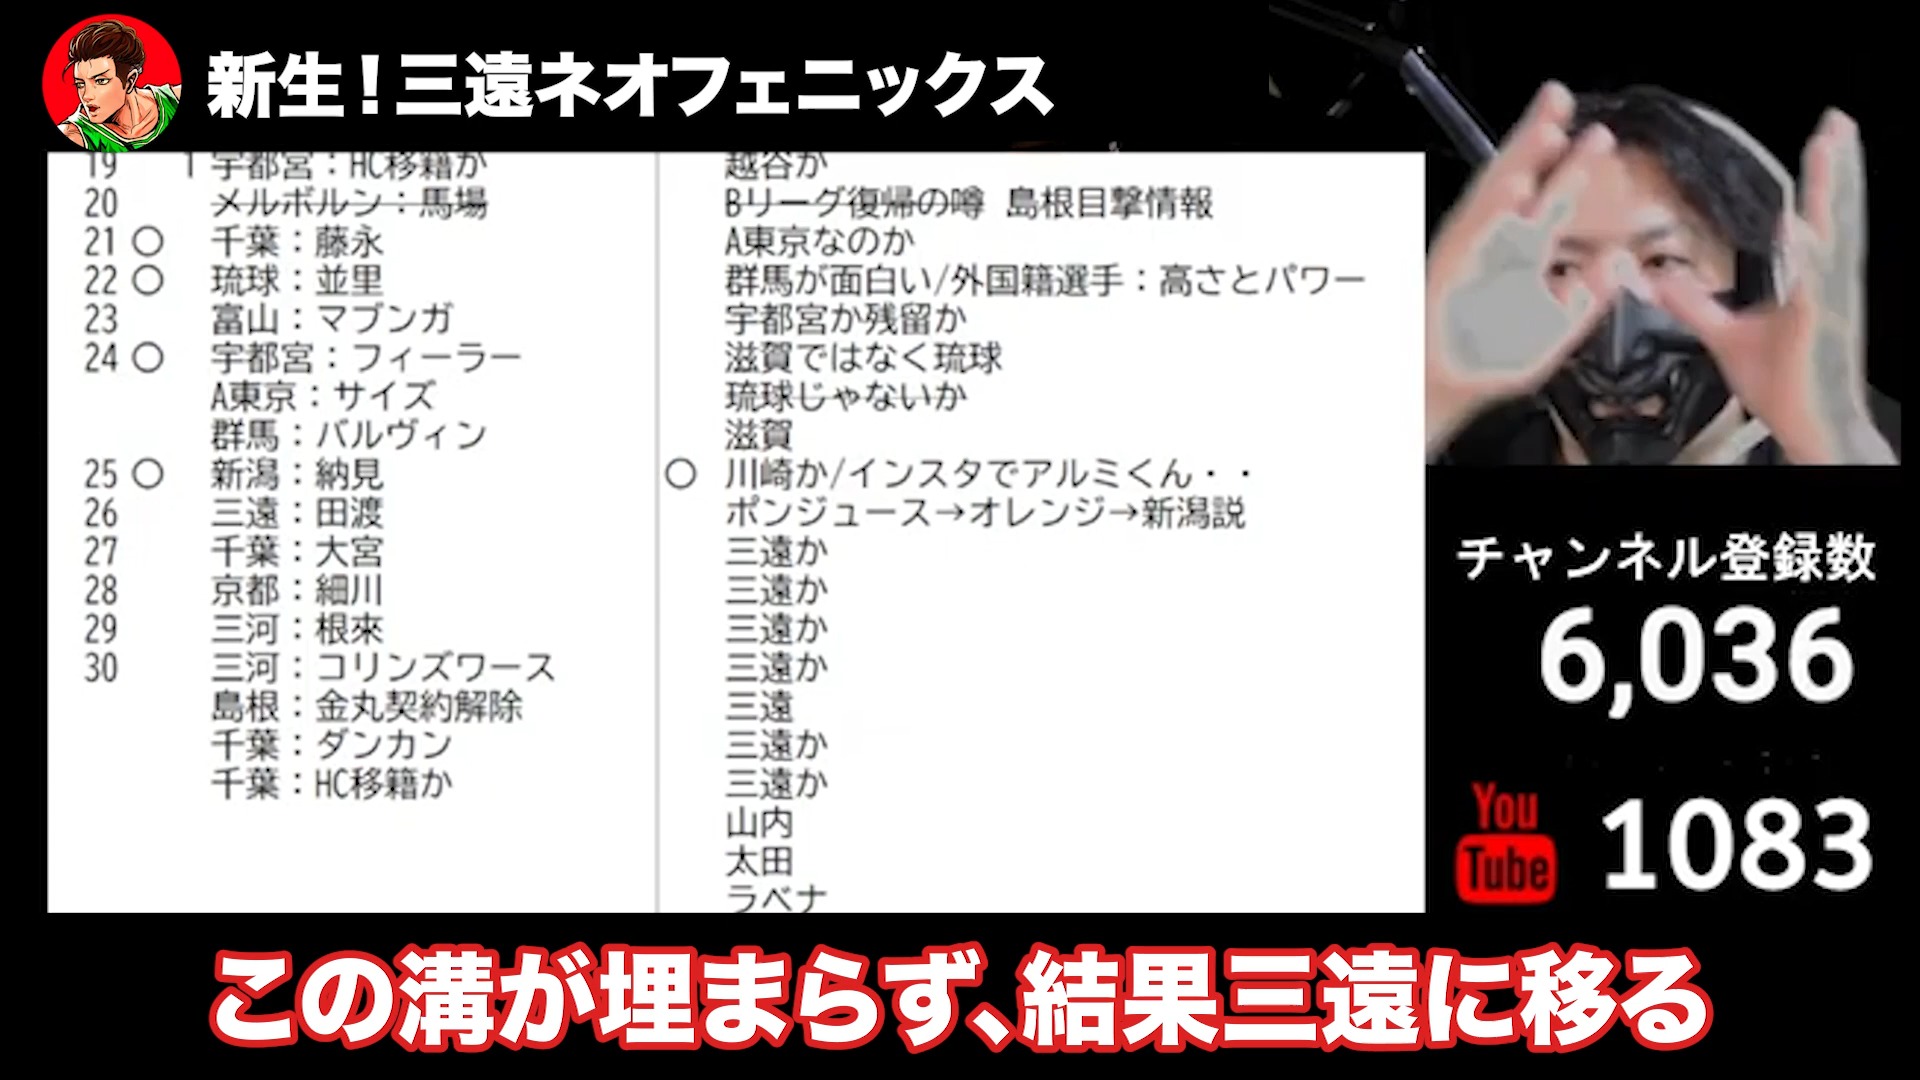 新生！三遠ネオフェニックス
19 1 宇都宮：HC移籍か 越谷か
20 メルボルン：馬場 Bリーグ復帰の噂 島根目撃情報
21 〇 千葉：藤永 A東京なのか
22 〇 琉球：並里 群馬が面白い/外国籍選手：高さとパワー
23 富山：マブンガ 宇都宮か残留か
24 〇 宇都宮：フィーラー 滋賀ではなく琉球
A東京：サイズ 琉球じゃないか
群馬：バルヴィン 滋賀
25 〇 新潟：納見 〇 川崎か/インスタでアルミくん・・
26 三遠：田渡 ポンジュース→オレンジ→新潟説
27 千葉：大宮 三遠か
28 京都：細川 三遠か
29 三河：根來 三遠か
30 三河：コリンズワース 三遠か
島根：金丸契約解除 三遠
千葉：ダンカン 三遠か
千葉：HC移籍か 三遠か
山内
太田
ラベナ
チャンネル登録数
6,036
You Tube 1083
この溝が埋まらず、結果三遠に移る